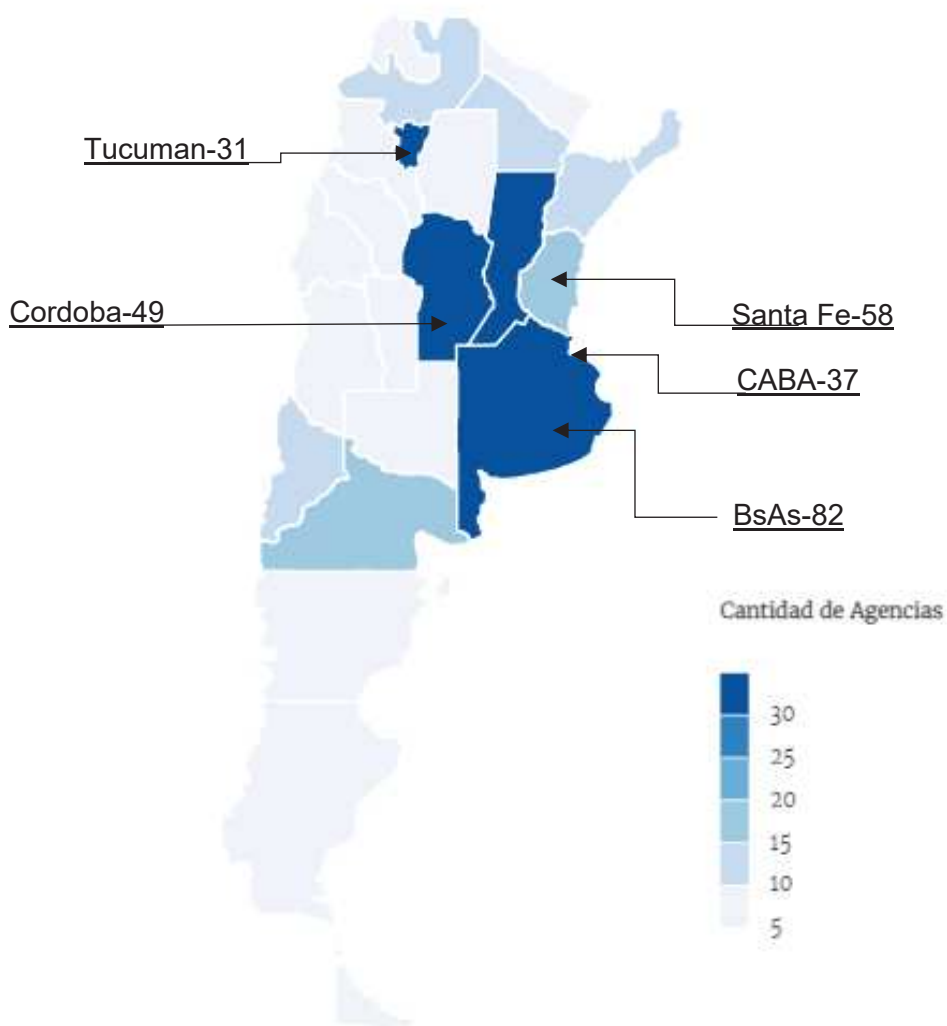 Tucuman-31
Cordoba-49
Santa Fe-58
CABA-37
BsAs-82
Cantidad de Agencias
30
25
20
15
10
5